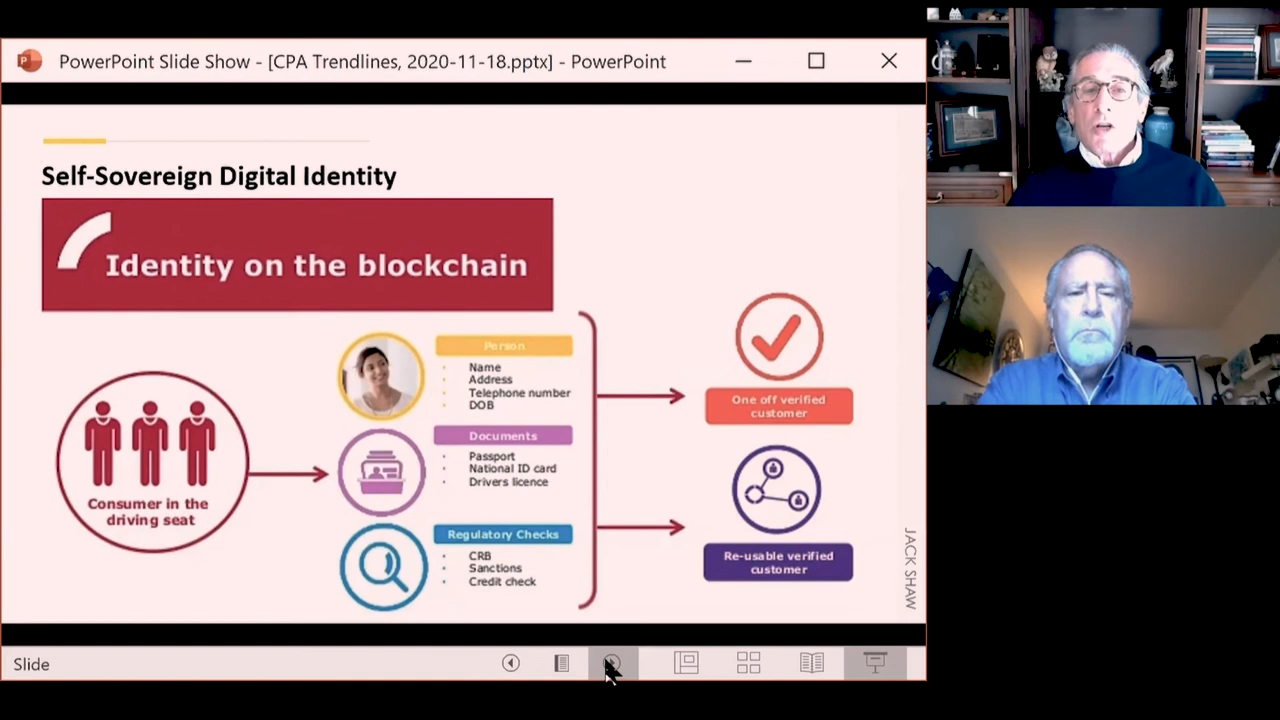 PowerPoint Slide Show - [CPA Trendlines, 2020-11-18.pptx] - PowerPoint
Self-Sovereign Digital Identity
Identity on the blockchain
Consumer in the
driving seat
Person
Name
Address
Telephone number
DOB
Documents
Passport
National ID card
Drivers licence
Regulatory Checks
CRB
Sanctions
Credit check
One off verified
customer
Re-usable verified
customer
JACK SHAW
Slide